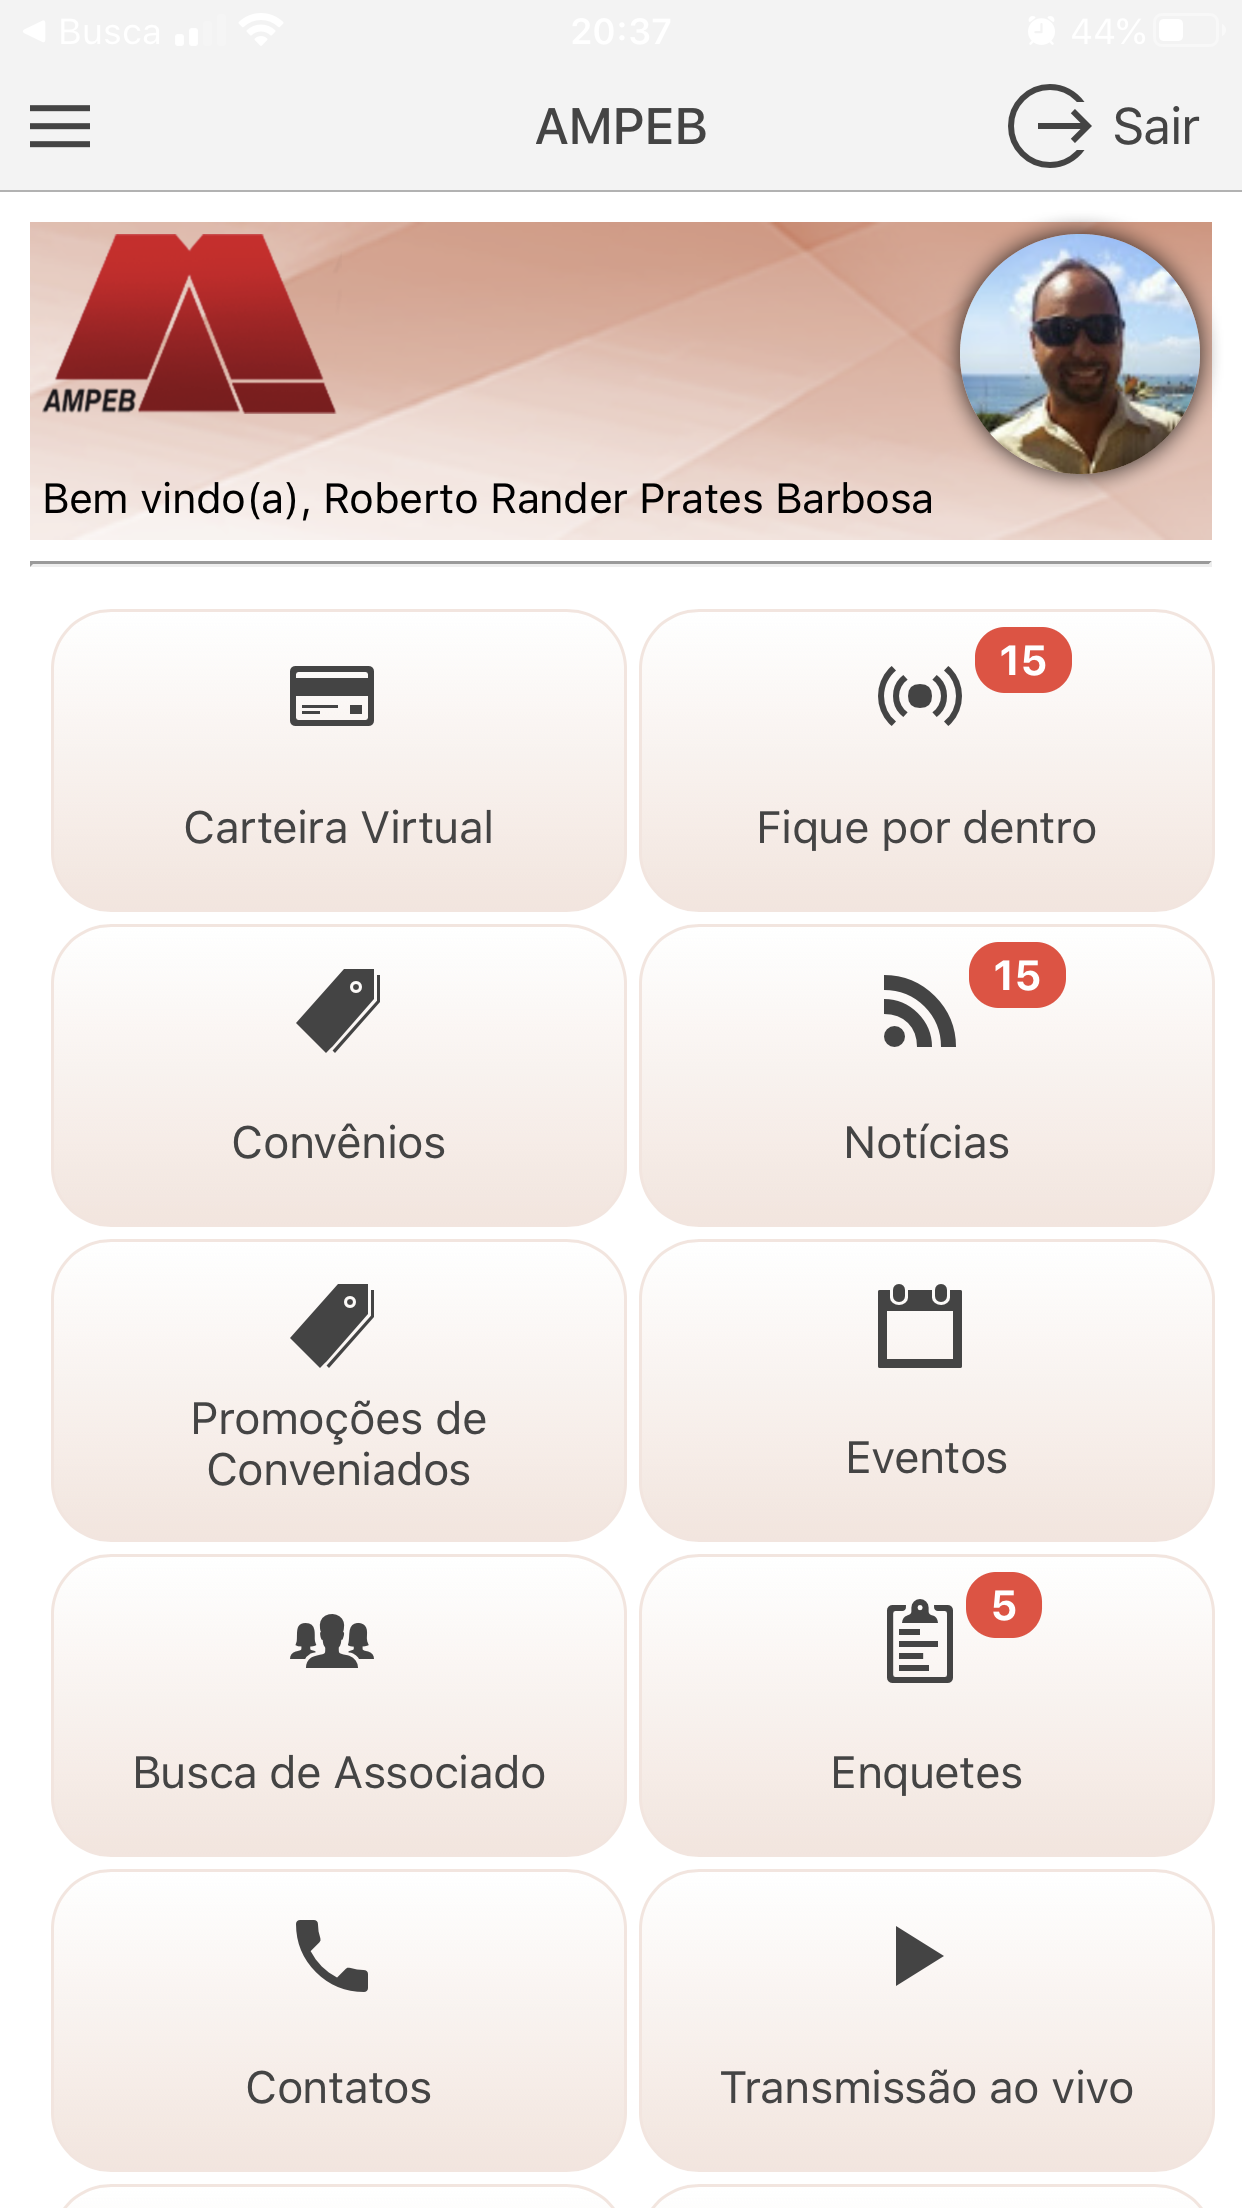 Busca 20:37 44%
AMPEB Sair
AMPEB
Bem vindo(a), Roberto Rander Prates Barbosa
15
Carteira Virtual Fique por dentro
15
Convênios Notícias
Promoções de
Conveniados
Eventos
5
Busca de Associado Enquetes
Contatos Transmissão ao vivo